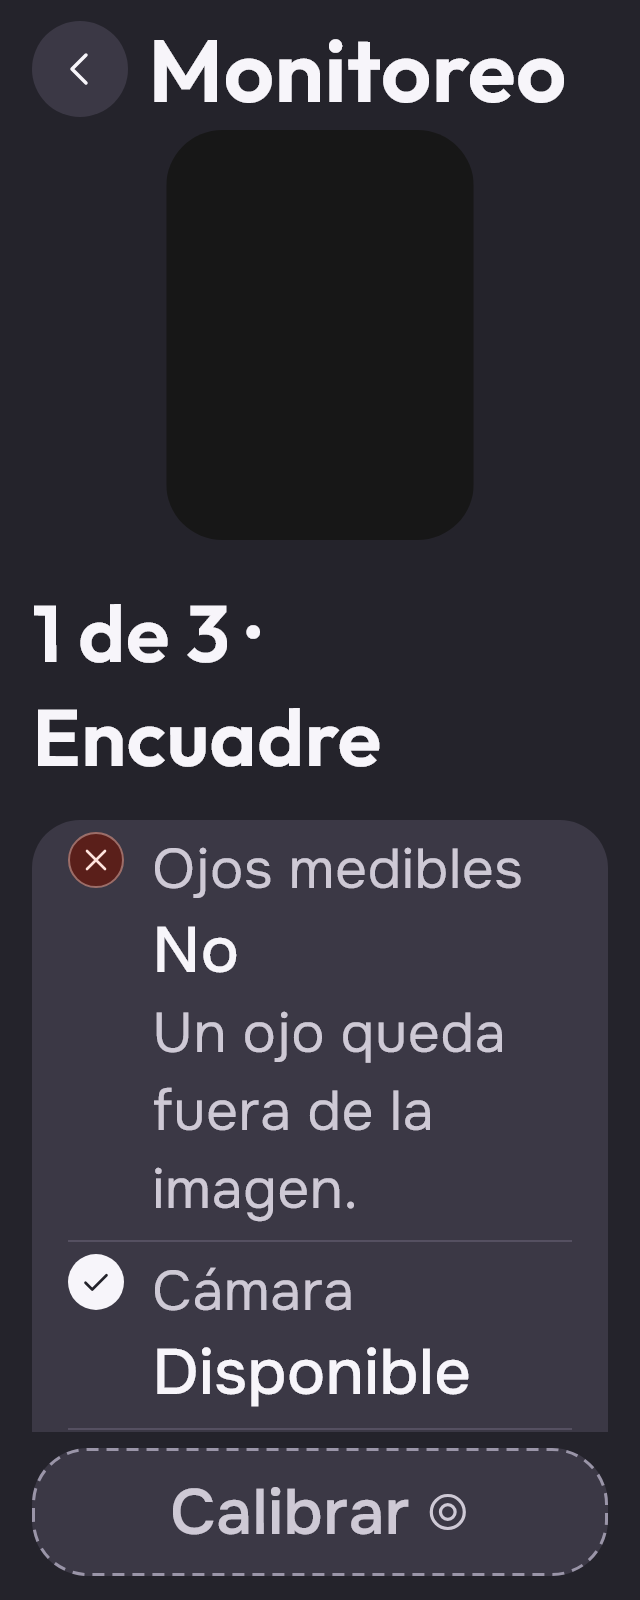 Monitoreo
1 de 3 ·
Encuadre
Ojos medibles
No
Un ojo queda
fuera de la
imagen.
Cámara
Disponible
Calibrar